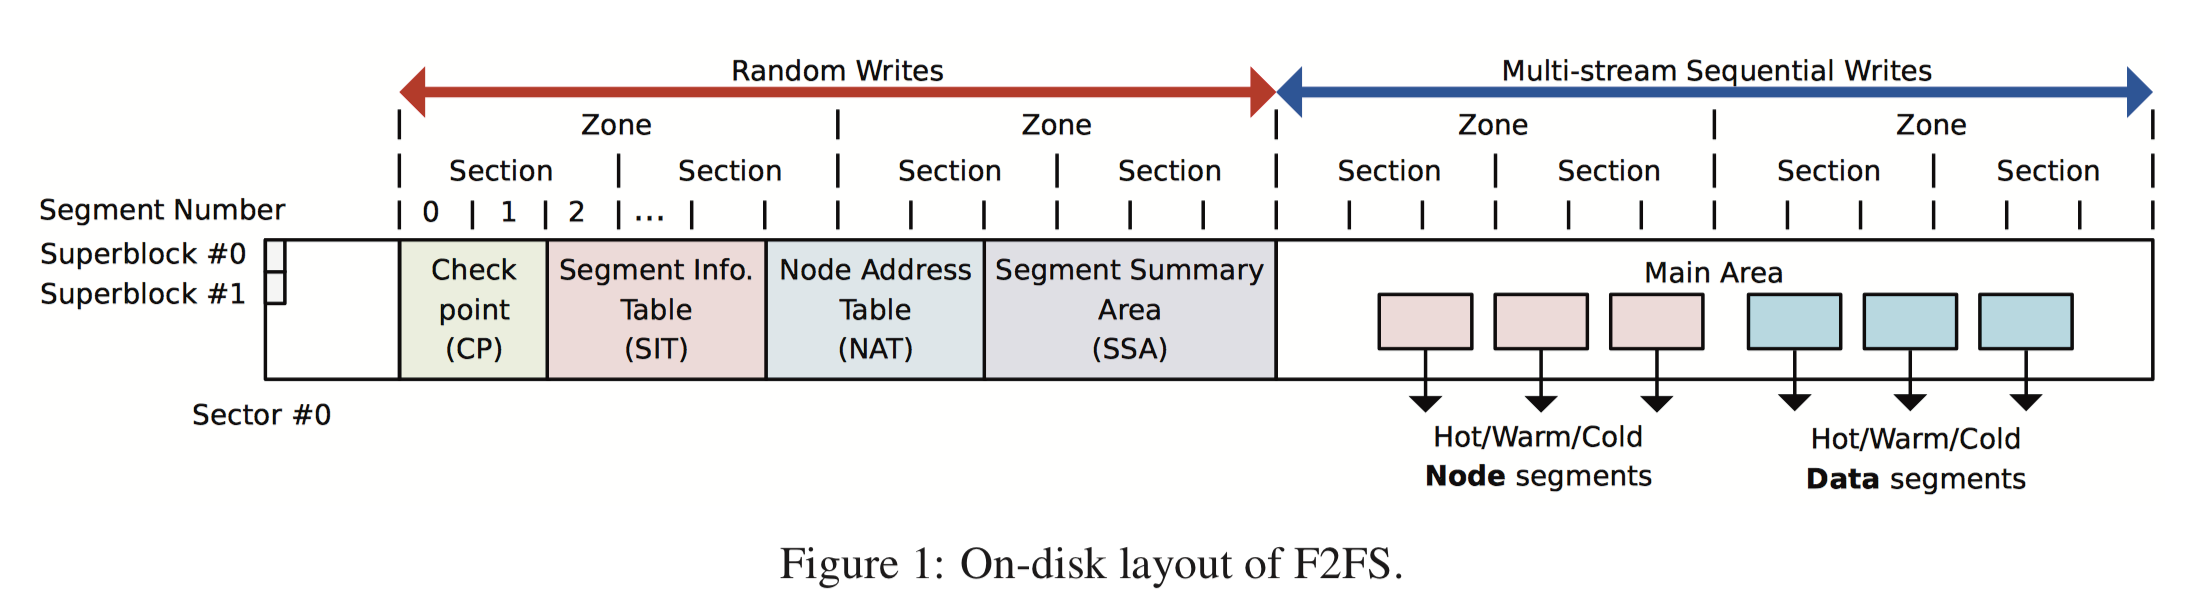 Random Writes
Multi-stream Sequential Writes
Zone
Zone
Zone
Zone
Section
Section
Section
Section
Section
Section
Section
Section
Segment Number
0
1
2
...
Superblock #0
Superblock #1
Check
point
(CP)
Segment Info.
Table
(SIT)
Node Address
Table
(NAT)
Segment Summary
Area
(SSA)
Main Area
Sector #0
Hot/Warm/Cold
Node segments
Hot/Warm/Cold
Data segments
Figure 1: On-disk layout of F2FS.